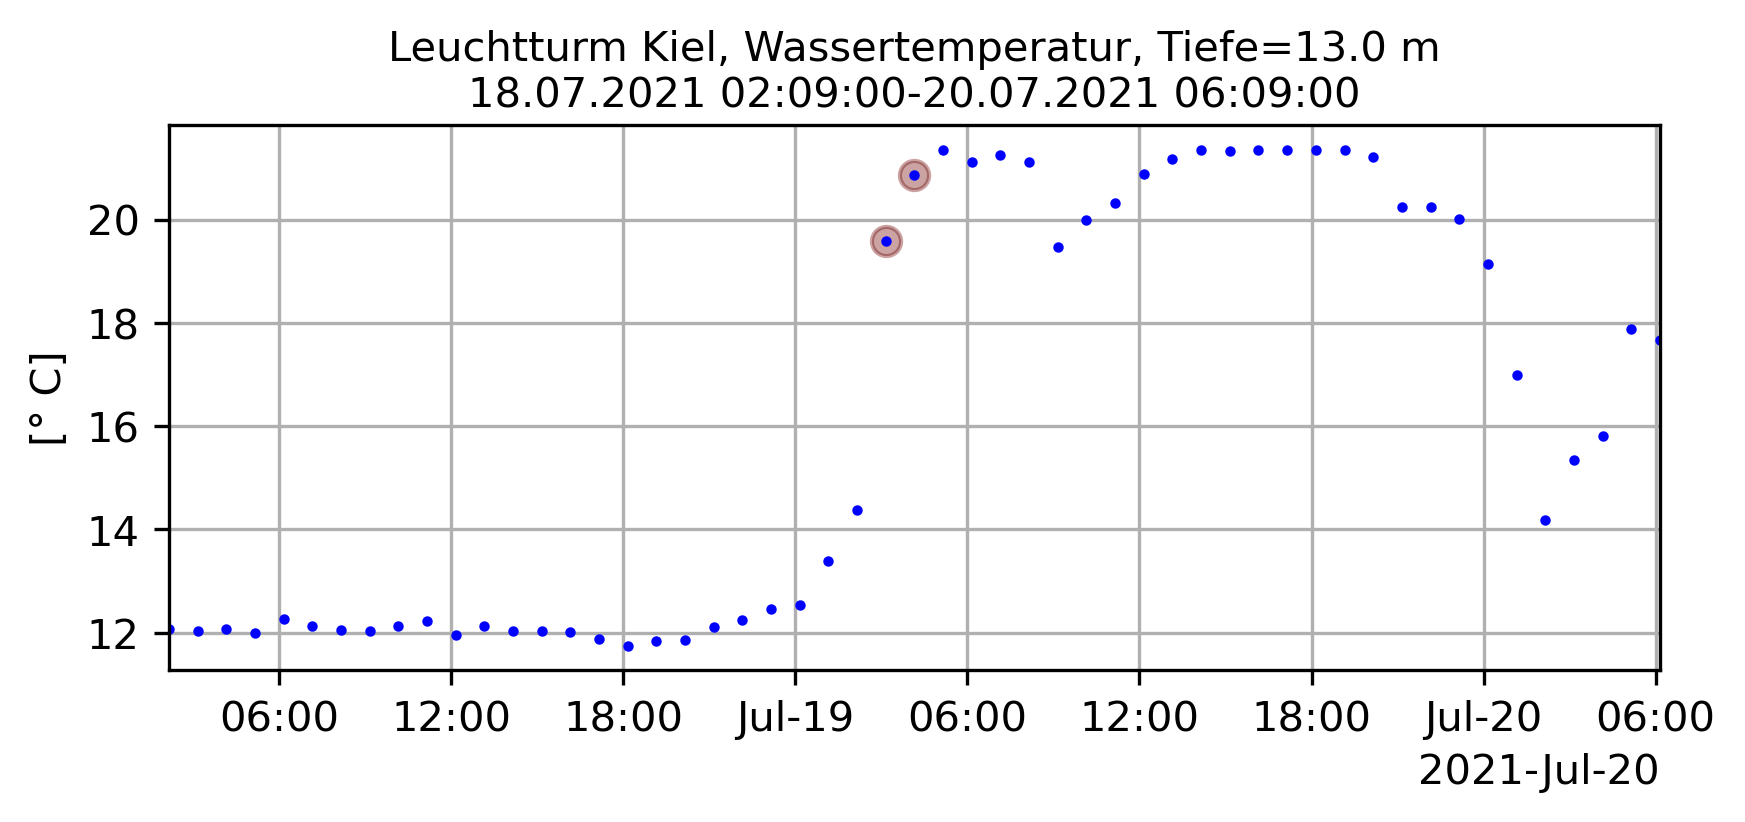 Leuchtturm Kiel, Wassertemperatur, Tiefe=13.0 m
18.07.2021 02:09:00-20.07.2021 06:09:00
[° C]
20
18
16
14
12
06:00 12:00 18:00 Jul-19 06:00 12:00 18:00 Jul-20 06:00
2021-Jul-20